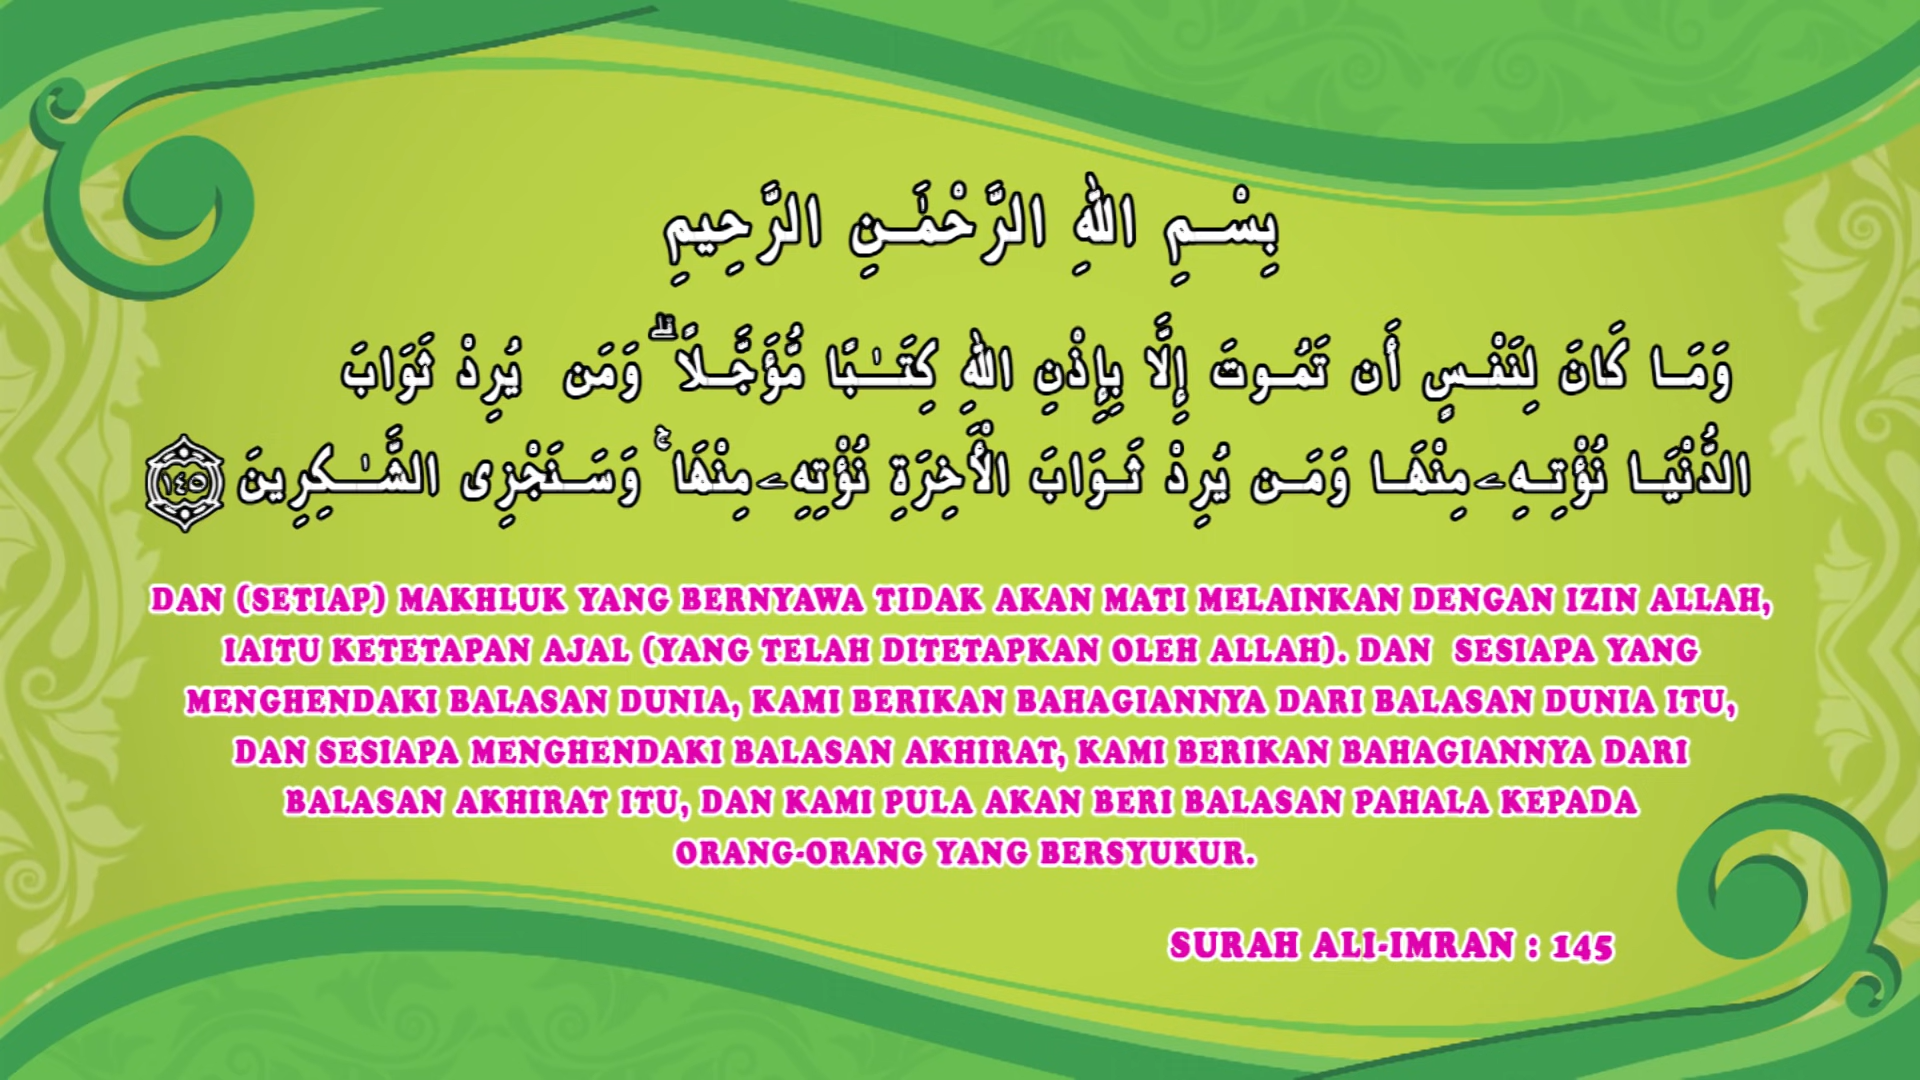 بِسْمِ اللهِ الرَّحْمَٰنِ الرَّحِيمِ
وَمَا كَانَ لِنَفْسٍ أَن تَمُوتَ إِلَّا بِإِذْنِ اللهِ كِتَٰبًا مُّؤَجَّلًا ۗ وَمَن يُرِدْ ثَوَابَ
الدُّنْيَا نُؤْتِهِۦ مِنْهَا وَمَن يُرِدْ ثَوَابَ الْأَخِرَةِ نُؤْتِهِۦ مِنْهَا ۚ وَسَنَجْزِى الشَّٰكِرِينَ ١٤٥
DAN (SETIAP) MAKHLUK YANG BERNYAWA TIDAK AKAN MATI MELAINKAN DENGAN IZIN ALLAH,
IAITU KETETAPAN AJAL (YANG TELAH DITETAPKAN OLEH ALLAH). DAN SESIAPA YANG
MENGHENDAKI BALASAN DUNIA, KAMI BERIKAN BAHAGIANNYA DARI BALASAN DUNIA ITU,
DAN SESIAPA MENGHENDAKI BALASAN AKHIRAT, KAMI BERIKAN BAHAGIANNYA DARI
BALASAN AKHIRAT ITU, DAN KAMI PULA AKAN BERI BALASAN PAHALA KEPADA
ORANG-ORANG YANG BERSYUKUR.
SURAH ALI-IMRAN : 145